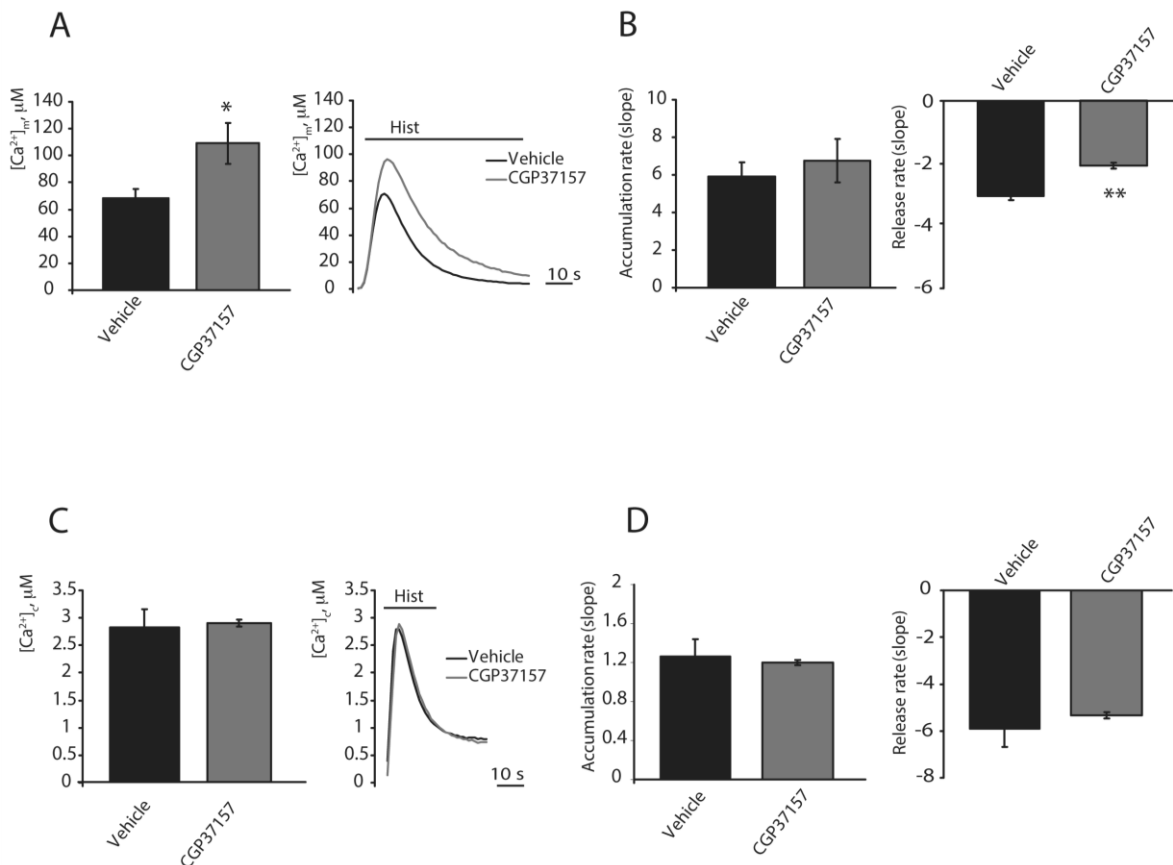 A
[Ca²⁺]ₘ, μM
140
120
100
80
60
40
20
0
*
Vehicle
CGP37157
[Ca²⁺]ₘ, μM
140
120
100
80
60
40
20
0
Hist
Vehicle
CGP37157
10 s
B
Accumulation rate (slope)
10
8
6
4
2
0
Vehicle
CGP37157
Release rate (slope)
Vehicle
CGP37157
0
-2
-4
-6
**
C
[Ca²⁺]c, μM
3.5
3
2.5
2
1.5
1
0.5
0
Vehicle
CGP37157
[Ca²⁺]c, μM
3.5
3
2.5
2
1.5
1
0.5
0
Hist
Vehicle
CGP37157
10 s
D
Accumulation rate (slope)
2
1.6
1.2
0.8
0.4
0
Vehicle
CGP37157
Release rate (slope)
Vehicle
CGP37157
0
-2
-4
-6
-8